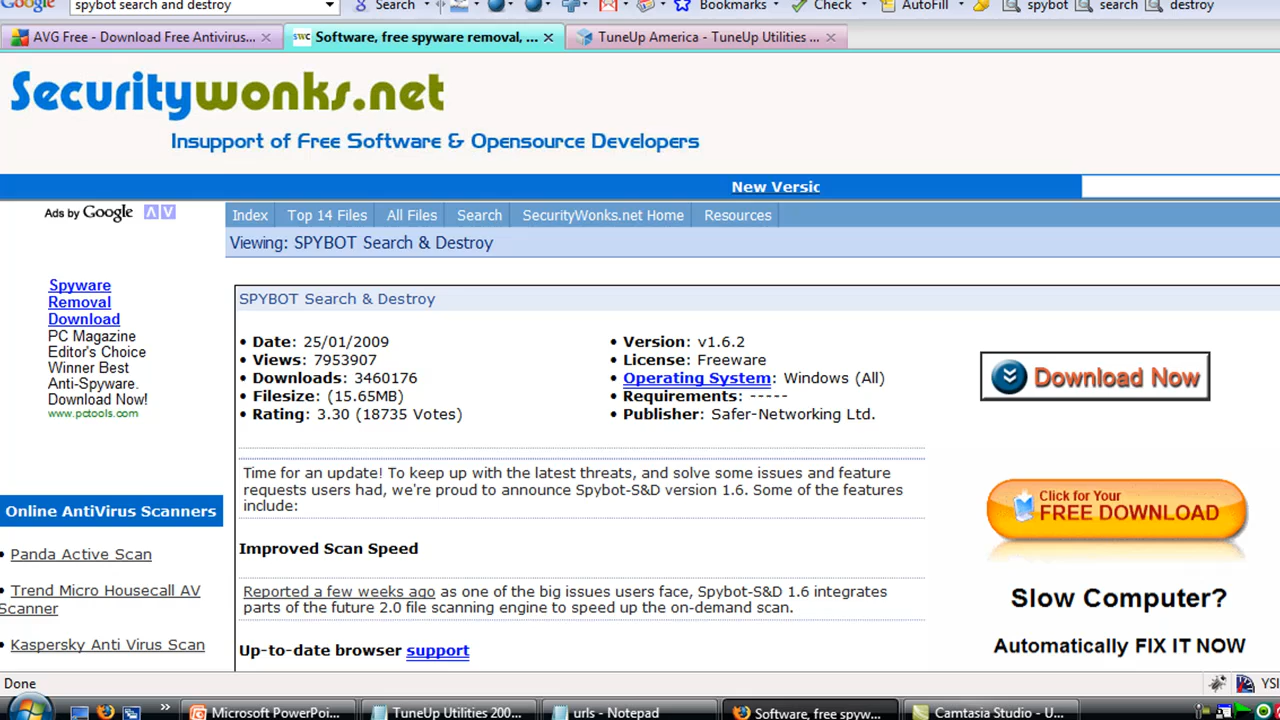 Google
spybot search and destroy
Search
Bookmarks
Check
AutoFill
spybot
search
destroy
AVG Free - Download Free Antivirus...
Software, free spyware removal, ...
TuneUp America - TuneUp Utilities ...
Securitywonks.net
Insupport of Free Software & Opensource Developers
New Versic
Ads by Google
Index
Top 14 Files
All Files
Search
SecurityWonks.net Home
Resources
Viewing: SPYBOT Search & Destroy
Spyware
Removal
Download
PC Magazine
Editor's Choice
Winner Best
Anti-Spyware.
Download Now!
www.pctools.com
Online AntiVirus Scanners
• Panda Active Scan
• Trend Micro Housecall AV
Scanner
• Kaspersky Anti Virus Scan
SPYBOT Search & Destroy
• Date: 25/01/2009
• Views: 7953907
• Downloads: 3460176
• Filesize: (15.65MB)
• Rating: 3.30 (18735 Votes)
• Version: v1.6.2
• License: Freeware
• Operating System: Windows (All)
• Requirements: -----
• Publisher: Safer-Networking Ltd.
Time for an update! To keep up with the latest threats, and solve some issues and feature
requests users had, we're proud to announce Spybot-S&D version 1.6. Some of the features
include:
Improved Scan Speed
Reported a few weeks ago as one of the big issues users face, Spybot-S&D 1.6 integrates
parts of the future 2.0 file scanning engine to speed up the on-demand scan.
Up-to-date browser support
Download Now
Click for Your
FREE DOWNLOAD
Slow Computer?
Automatically FIX IT NOW
Done
YSl
Microsoft PowerPoi...
TuneUp Utilities 200...
urls - Notepad
Software, free spyw...
Camtasia Studio - U...